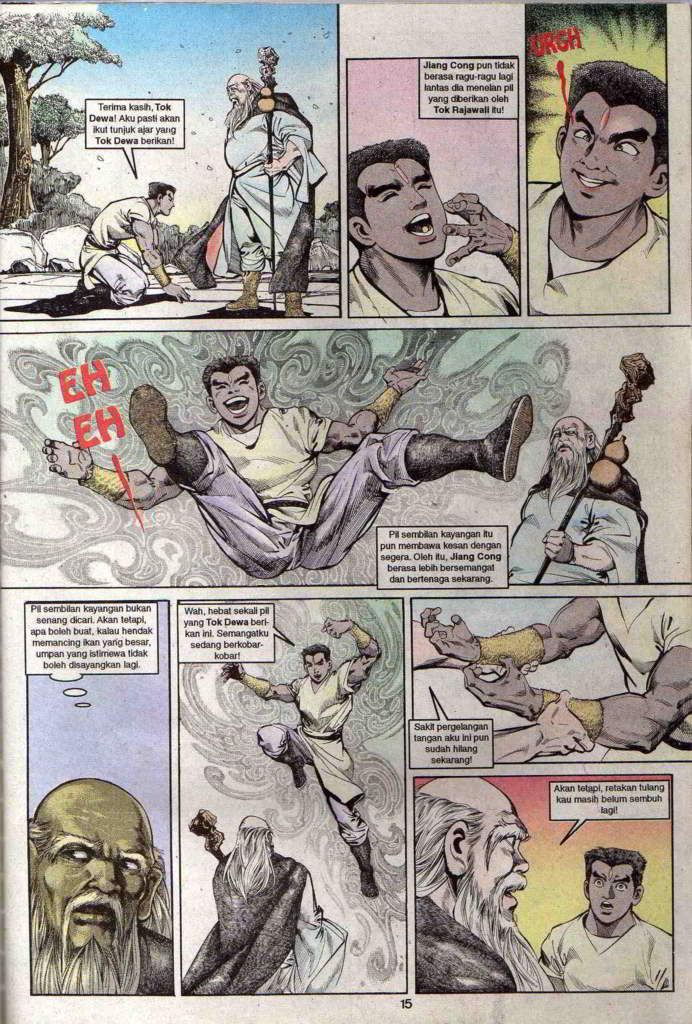 Terima kasih, Tok
Dewa! Aku pasti akan
ikut tunjuk ajar yang
Tok Dewa berikan!
Jiang Cong pun tidak
berasa ragu-ragu lagi
lantas dia menelan pil
yang diberikan oleh
Tok Rajawali itu!
URGH
EH
EH
!
Pil sembilan kayangan itu
pun membawa kesan dengan
segera. Oleh itu, Jiang Cong
berasa lebih bersemangat
dan bertenaga sekarang.
Pil sembilan kayangan bukan
senang dicari. Akan tetapi,
apa boleh buat, kalau hendak
memancing ikan yang besar,
umpan yang istimewa tidak
boleh disayangkan lagi.
Wah, hebat sekali pil
yang Tok Dewa beri-
kan ini. Semangatku
sedang berkobar-
kobar!
Sakit pergelangan
tangan aku ini pun
sudah hilang
sekarang!
Akan tetapi, retakan tulang
kau masih belum sembuh
lagi!
15